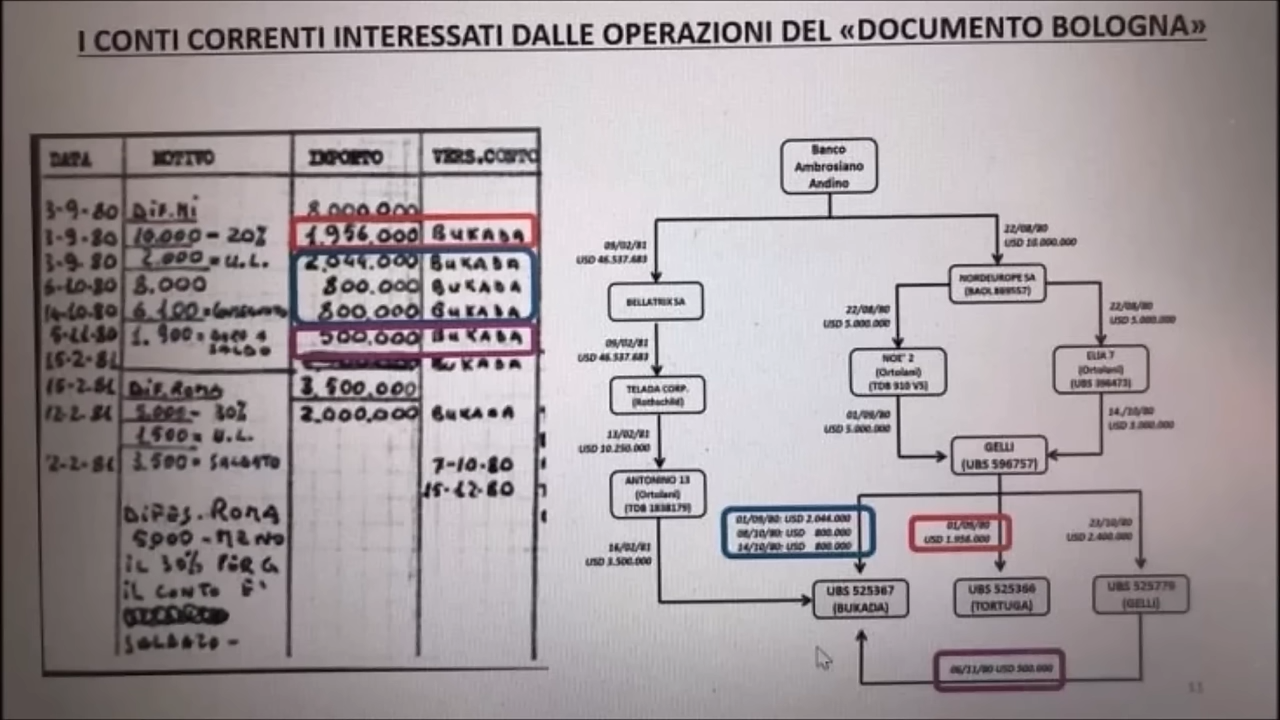 I CONTI CORRENTI INTERESSATI DALLE OPERAZIONI DEL «DOCUMENTO BOLOGNA»
DATA MOTIVO IMPORTO VERS.CONTO
3-9-80 DIF.MI 8.000.000
3-9-80 10.000 - 20% 1.956.000 BUKADA
3-9-80 2.000 = U.L. 2.044.000 BUKADA
6-10-80 8.000 800.000 BUKADA
14-10-80 6.100 = 800.000 BUKADA
5-11-80 1.900 = 500.000 BUKADA
SALDO
15-2-81 BUKADA
15-2-81 DIF. ROMA 3.500.000
12-2-81 5.000 - 30% 2.000.000 BUKADA
1.500 = U.L.
2-2-81 3.500 = SALDATO 7-10-80
15-12-80
DIFES. ROMA
5000 - MENO
IL 30% PER G
IL CONTO E'
SALDATO -
Banco
Ambrosiano
Andino
09/02/81
USD 46.537.683
22/08/80
USD 10.000.000
BELLATRIX SA
NORDEUROPE SA
(BAOL 889557)
09/02/81
USD 46.537.683
22/08/80
USD 5.000.000
22/08/80
USD 5.000.000
TELADA CORP.
(Rothschild)
NOE' 2
(Ortolani)
(TDB 910 VS)
ELIA 7
(Ortolani)
(UBS 596473)
13/02/81
USD 10.250.000
01/09/80
USD 5.000.000
14./10/80
USD 3.000.000
ANTONINO 13
(Ortolani)
(TDB 1838179)
GELLI
(UBS 596757)
16/02/81
USD 3.500.000
01/09/80: USD 2.044.000
08/10/80: USD 800.000
14/10/80: USD 800.000
01/09/80
USD 1.956.000
23/10/80
USD 2.400.000
UBS 525367
(BUKADA)
UBS 525366
(TORTUGA)
UBS 525779
(GELLI)
06/11/80 USD 500.000